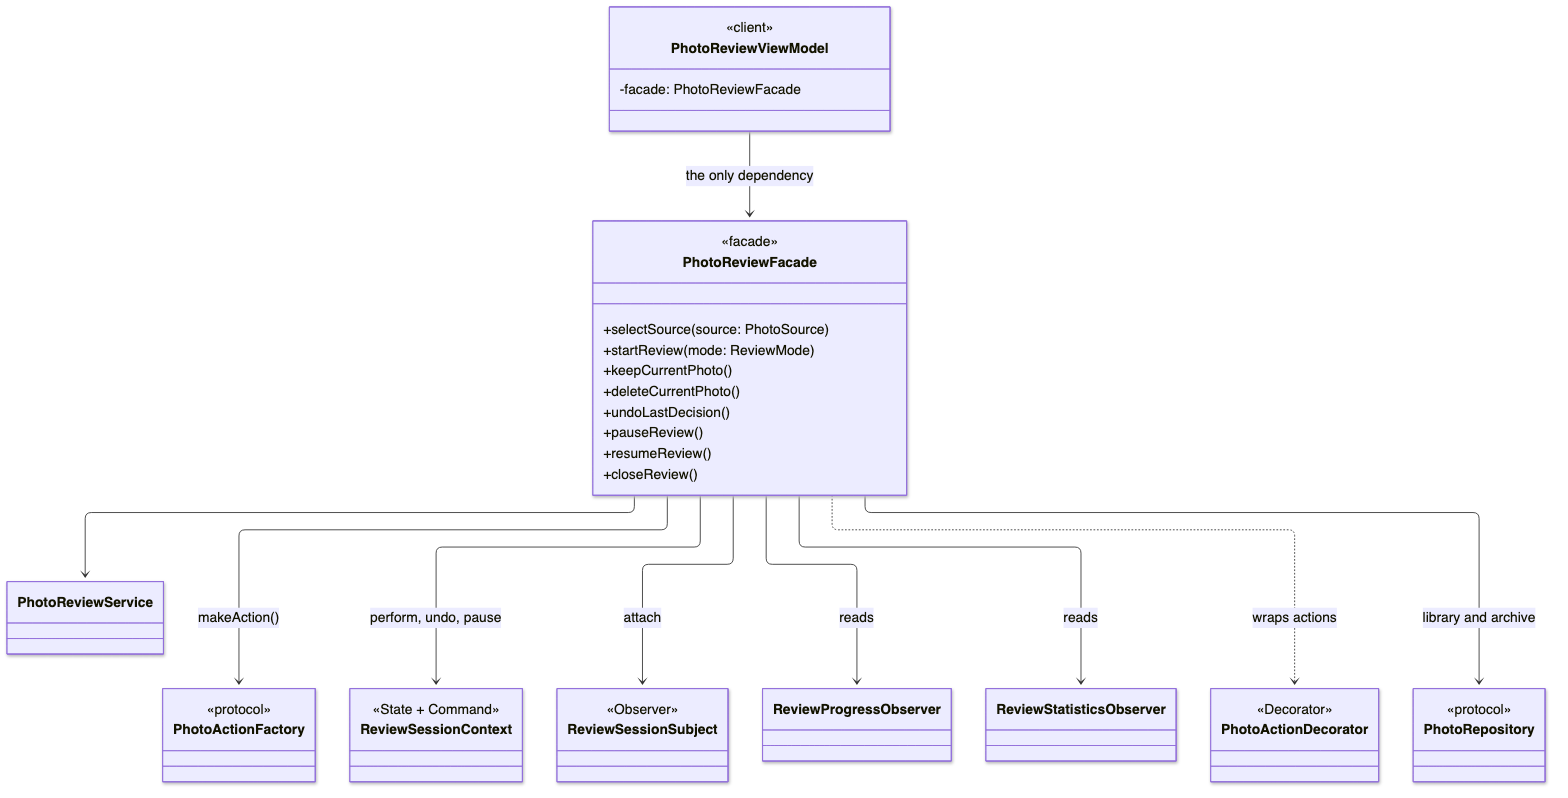 «client»
PhotoReviewViewModel
-facade: PhotoReviewFacade
the only dependency
«facade»
PhotoReviewFacade
+selectSource(source: PhotoSource)
+startReview(mode: ReviewMode)
+keepCurrentPhoto()
+deleteCurrentPhoto()
+undoLastDecision()
+pauseReview()
+resumeReview()
+closeReview()
PhotoReviewService
makeAction()
perform, undo, pause
attach
reads
reads
wraps actions
library and archive
«protocol»
PhotoActionFactory
«State + Command»
ReviewSessionContext
«Observer»
ReviewSessionSubject
ReviewProgressObserver
ReviewStatisticsObserver
«Decorator»
PhotoActionDecorator
«protocol»
PhotoRepository